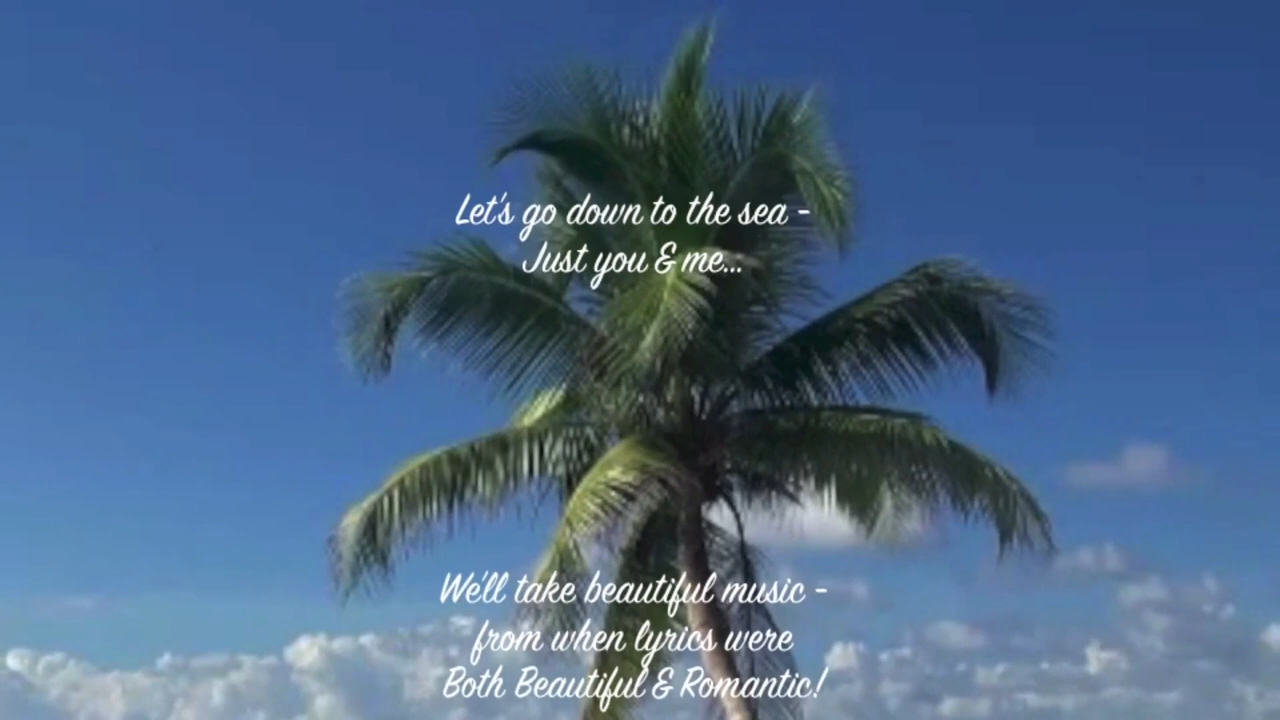 Let's go down to the sea -
Just you & me...
We'll take beautiful music -
from when lyrics were
Both Beautiful & Romantic!